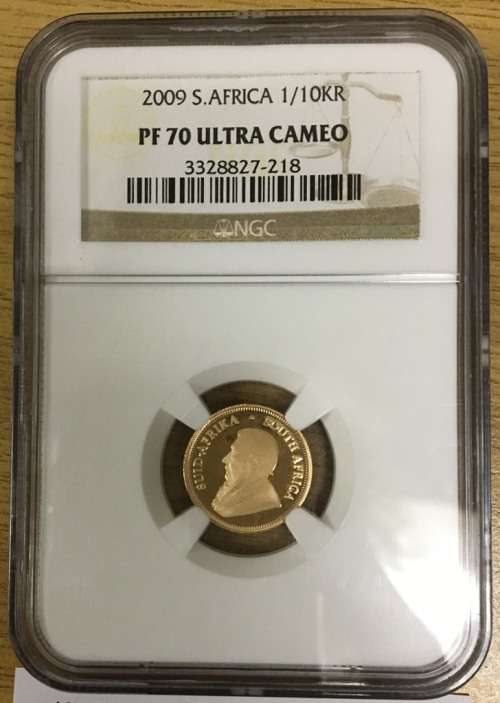 2009 S.AFRICA 1/10KR
PF 70 ULTRA CAMEO
3328827-218
NGC
SUID-AFRIKA SOUTH AFRICA